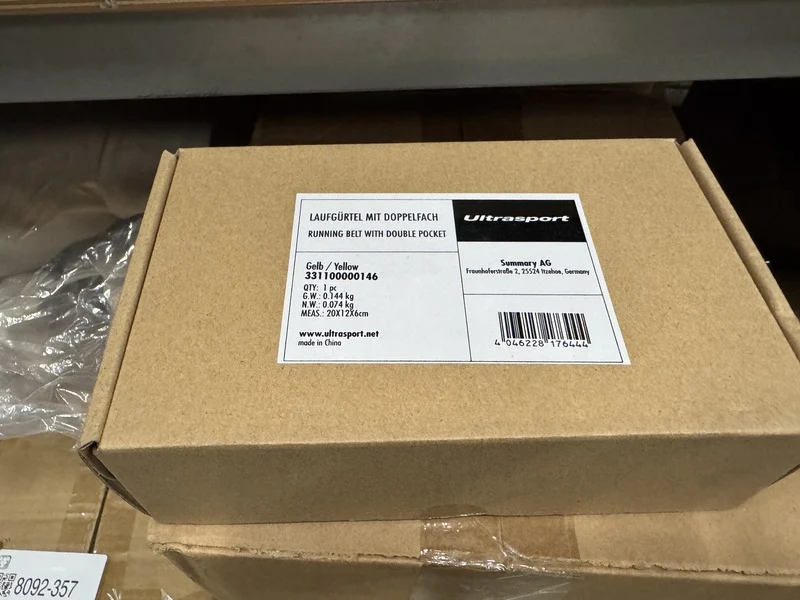 LAUFGÜRTEL MIT DOPPELFACH
RUNNING BELT WITH DOUBLE POCKET
Ultrasport
Summary AG
Fraunhoferstraße 2, 25524 Itzehoe, Germany
Gelb / Yellow
331100000146
QTY: 1 pc
G.W.: 0.144 kg
N.W.: 0.074 kg
MEAS.: 20X12X6cm
www.ultrasport.net
made in China
4 046228 176444
8092-357